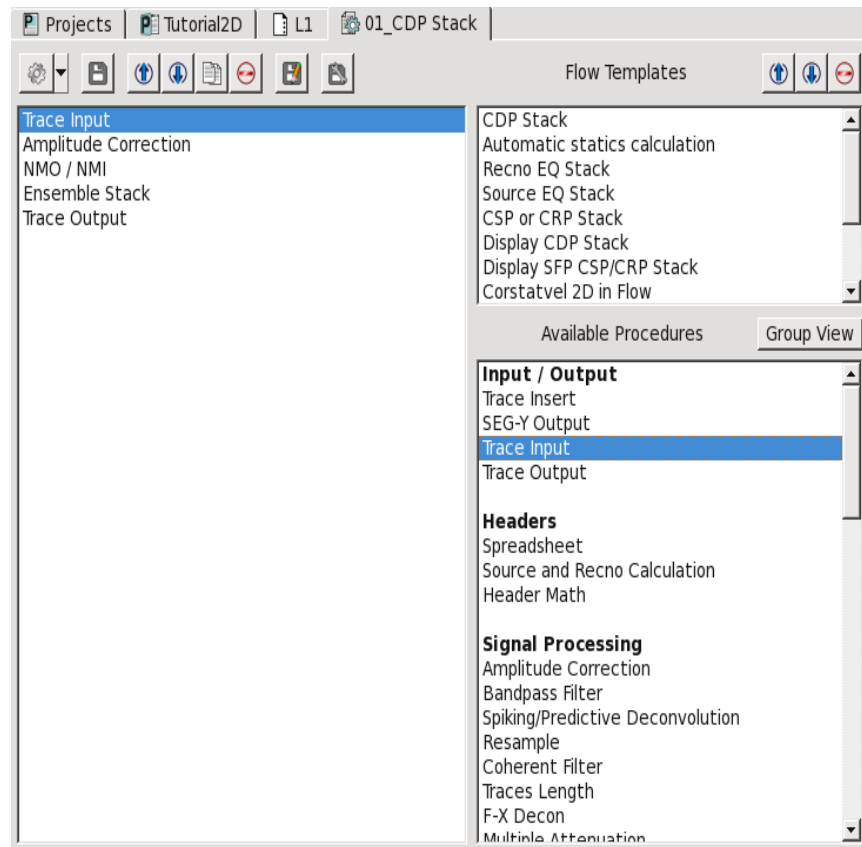 Projects
Tutorial2D
L1
01_CDP Stack
Flow Templates
Trace Input
Amplitude Correction
NMO / NMI
Ensemble Stack
Trace Output
CDP Stack
Automatic statics calculation
Recno EQ Stack
Source EQ Stack
CSP or CRP Stack
Display CDP Stack
Display SFP CSP/CRP Stack
Corstatvel 2D in Flow
Available Procedures
Group View
Input / Output
Trace Insert
SEG-Y Output
Trace Input
Trace Output
Headers
Spreadsheet
Source and Recno Calculation
Header Math
Signal Processing
Amplitude Correction
Bandpass Filter
Spiking/Predictive Deconvolution
Resample
Coherent Filter
Traces Length
F-X Decon
Multiple Attenuation